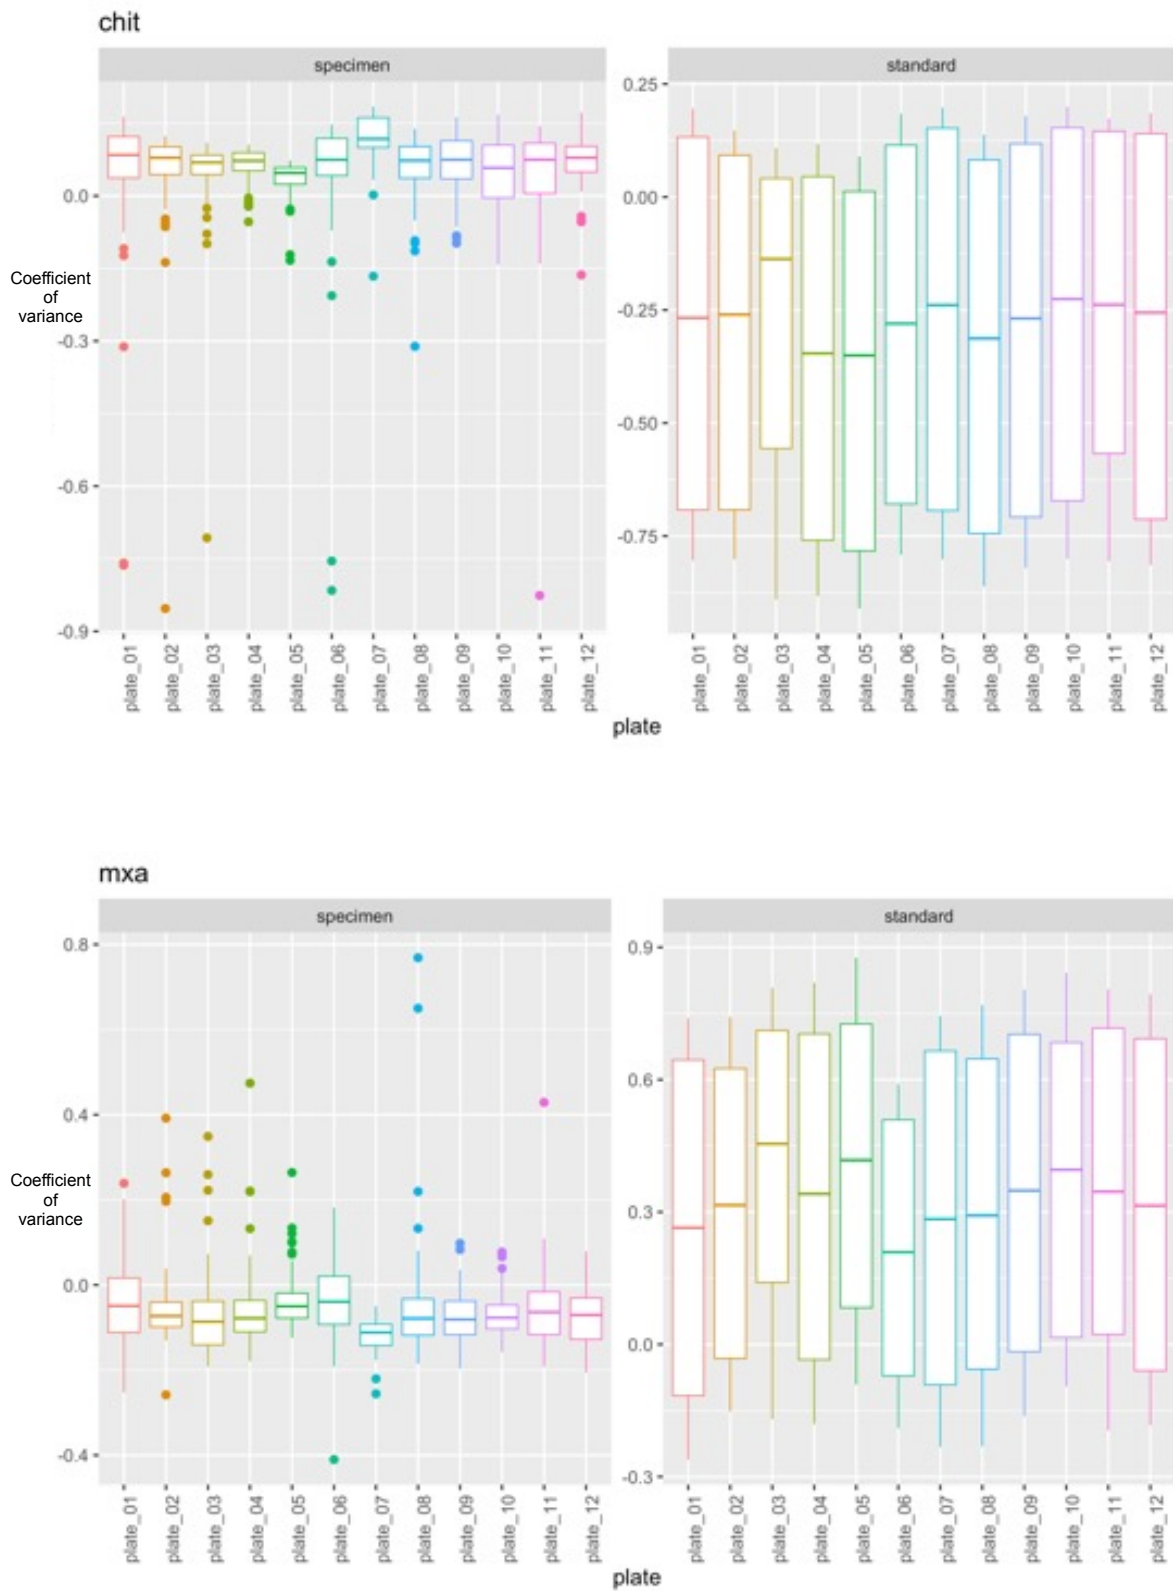 chit
specimen
standard
0.0
-0.3
-0.6
-0.9
0.25
0.00
-0.25
-0.50
-0.75
Coefficient
of
variance
plate_01
plate_02
plate_03
plate_04
plate_05
plate_06
plate_07
plate_08
plate_09
plate_10
plate_11
plate_12
plate_01
plate_02
plate_03
plate_04
plate_05
plate_06
plate_07
plate_08
plate_09
plate_10
plate_11
plate_12
plate
mxa
specimen
standard
0.8
0.4
0.0
-0.4
0.9
0.6
0.3
0.0
-0.3
Coefficient
of
variance
plate_01
plate_02
plate_03
plate_04
plate_05
plate_06
plate_07
plate_08
plate_09
plate_10
plate_11
plate_12
plate_01
plate_02
plate_03
plate_04
plate_05
plate_06
plate_07
plate_08
plate_09
plate_10
plate_11
plate_12
plate